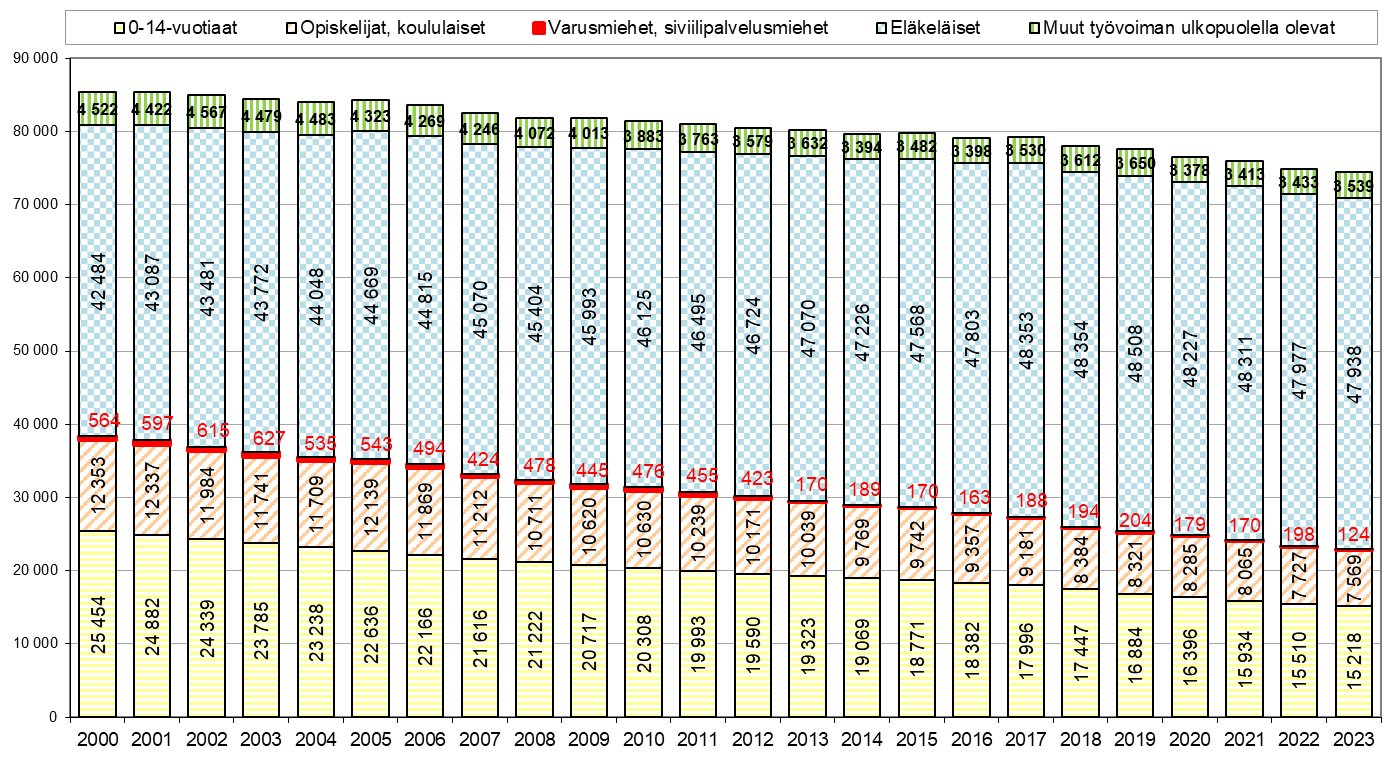 0-14-vuotiaat Opiskelijat, koululaiset Varusmiehet, siviilipalvelusmiehet Eläkeläiset Muut työvoiman ulkopuolella olevat
90 000
80 000
70 000
60 000
50 000
40 000
30 000
20 000
10 000
0
4 522 4 422 4 567 4 479 4 483 4 323 4 269 4 246 4 072 4 013 3 883 3 763 3 579 3 632 3 394 3 482 3 398 3 530 3 612 3 650 3 378 3 413 3 433 3 539
42 484 43 087 43 481 43 772 44 048 44 669 44 815 45 070 45 404 45 993 46 125 46 495 46 724 47 070 47 226 47 568 47 803 48 353 48 354 48 508 48 227 48 311 47 977 47 938
564 597 615 627 535 543 494 424 478 445 476 455 423 170 189 170 163 188 194 204 179 170 198 124
12 353 12 337 11 984 11 741 11 709 12 139 11 869 11 212 10 711 10 620 10 630 10 239 10 171 10 039 9 769 9 742 9 357 9 181 8 384 8 321 8 285 8 065 7 727 7 569
25 454 24 882 24 339 23 785 23 238 22 636 22 166 21 616 21 222 20 717 20 308 19 993 19 590 19 323 19 069 18 771 18 382 17 996 17 447 16 884 16 396 15 934 15 510 15 218
2000 2001 2002 2003 2004 2005 2006 2007 2008 2009 2010 2011 2012 2013 2014 2015 2016 2017 2018 2019 2020 2021 2022 2023